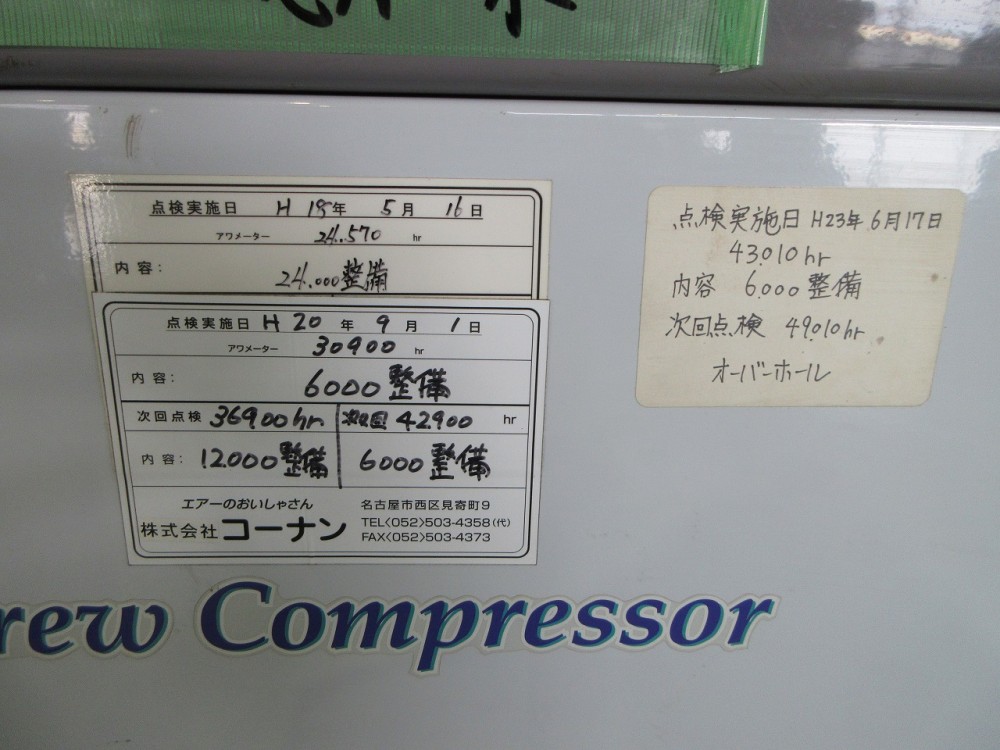 点検実施日 H 18年 5月 16日
アワメーター 24.570 hr
内容: 24.000整備
点検実施日 H 20 年 9 月 1 日
アワメーター 30900 hr
内容: 6000整備
次回点検 36900hr 42900 hr
内容: 12000整備 6000整備
エアーのおいしゃさん
株式会社コーナン
名古屋市西区見寄町9
TEL〈052〉503-4358(代)
FAX〈052〉503-4373
点検実施日 H23年6月17日
43010hr
内容 6.000整備
次回点検 49010hr
オーバーホール
rew Compressor